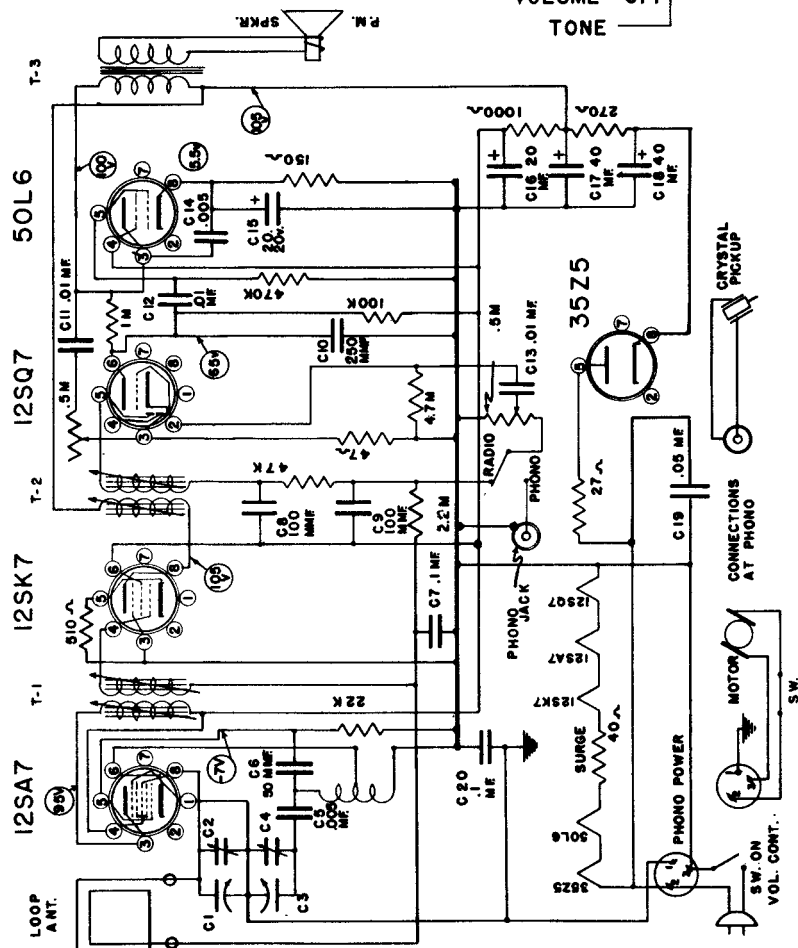 VOLUME - OFF
TONE
P.M.
SPKR.
T-3
50L6
12SQ7
T-2
12SK7
T-1
12SA7
LOOP
ANT.
100
V
105
V
6.5V
150Ω
C14
.005
C15
20.
20V.
C11 .01 MF.
1M
C12
.01
MF.
470K
100K
C10
250
MMF
65V
.5M
4.7M
47Ω
47K
C8
100
MMF
C9
100
MMF
2.2M
C7 .1 MF.
105
V
510Ω
22K
-7V
95V
C6
50 MMF.
C5
.005
MF.
C2
C4
C1
C3
C20
.1
MF.
1000Ω
270Ω
C16 20
MF.
C17 40
MF.
C18 40
MF.
35Z5
.5M
C13 .01 MF.
RADIO
PHONO
PHONO
JACK
27Ω
C19 .05 MF.
CRYSTAL
PICKUP
CONNECTIONS
AT PHONO
MOTOR
SW.
12SQ7
12SA7
12SK7
SURGE
40Ω
50L6
35Z5
PHONO POWER
SW. ON
VOL. CONT.